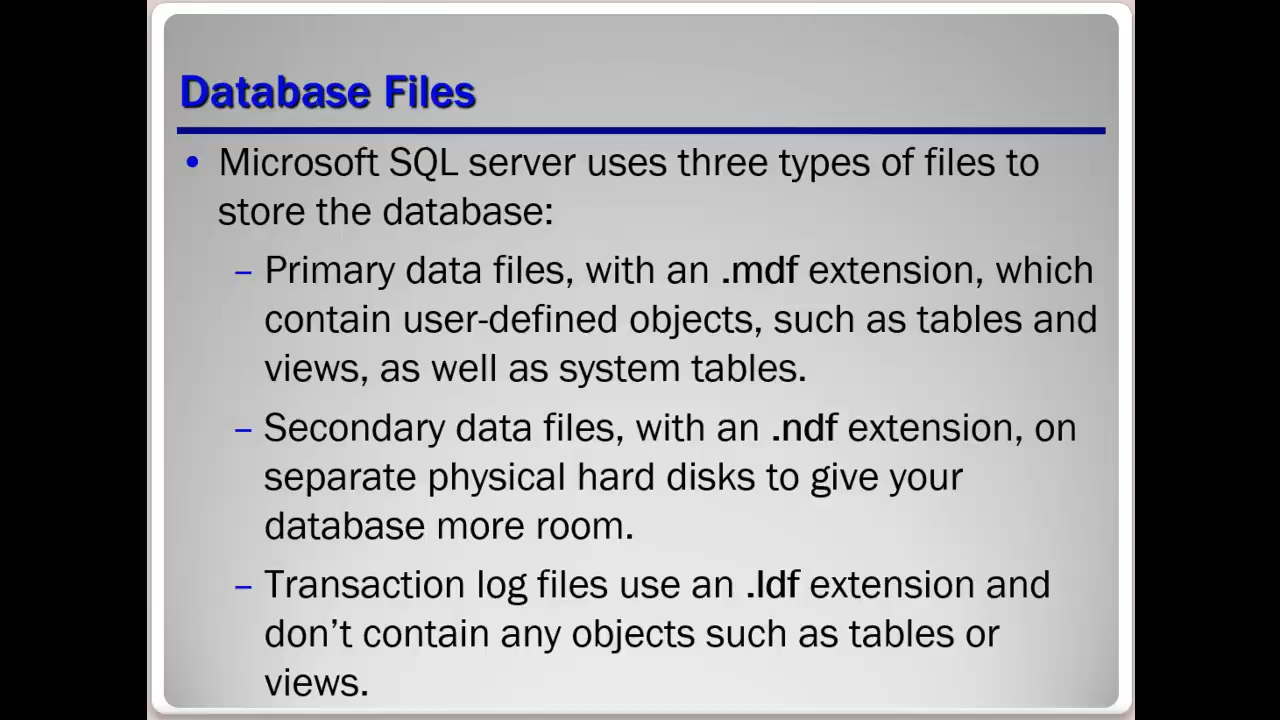 Database Files
• Microsoft SQL server uses three types of files to
store the database:
– Primary data files, with an .mdf extension, which
contain user-defined objects, such as tables and
views, as well as system tables.
– Secondary data files, with an .ndf extension, on
separate physical hard disks to give your
database more room.
– Transaction log files use an .ldf extension and
don’t contain any objects such as tables or
views.